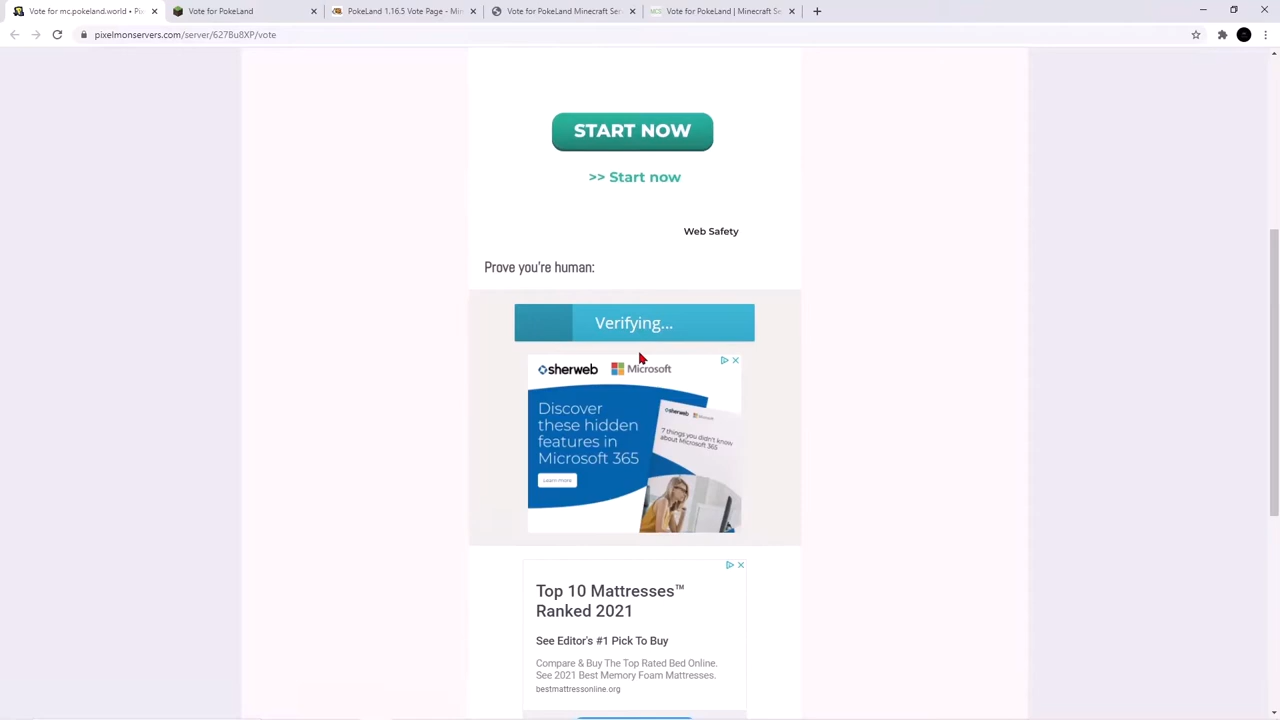 Vote for mc.pokeland.world • Pi
Vote for PokeLand
PokeLand 1.16.5 Vote Page - Min
Vote for PokeLand Minecraft Ser
Vote for PokeLand | Minecraft Se
pixelmonservers.com/server/627Bu8XP/vote
START NOW
>> Start now
Web Safety
Prove you're human:
Verifying...
sherweb Microsoft
Discover
these hidden
features in
Microsoft 365
Learn more
sherweb Microsoft
7 things you didn't know
about Microsoft 365
Top 10 Mattresses™
Ranked 2021
See Editor's #1 Pick To Buy
Compare & Buy The Top Rated Bed Online.
See 2021 Best Memory Foam Mattresses.
bestmattressonline.org